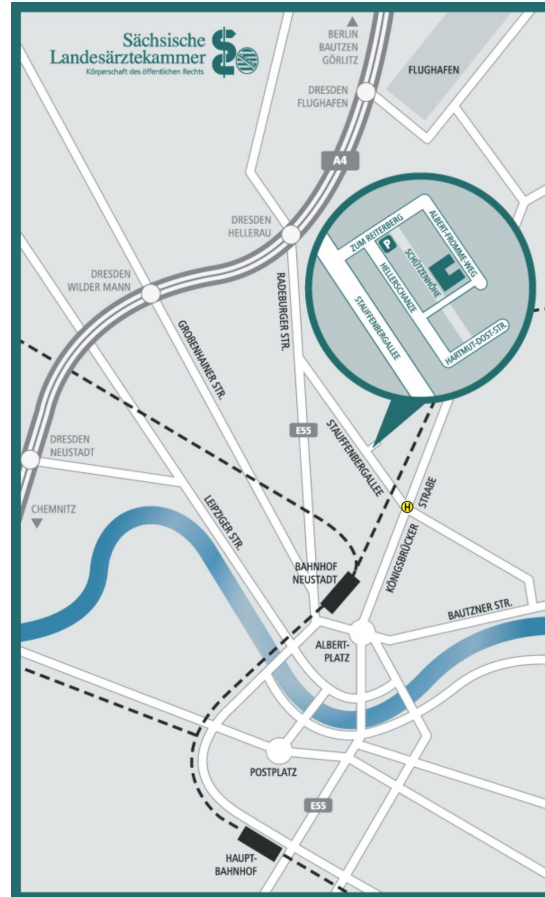 Sächsische
Landesärztekammer
Körperschaft des öffentlichen Rechts
BERLIN
BAUTZEN
GÖRLITZ
FLUGHAFEN
DRESDEN
FLUGHAFEN
A4
DRESDEN
HELLERAU
ZUM REITERBERG
ALBERT-FROMME-WEG
P
SCHÜTZENHÖHE
HELLERSCHANZE
STAUFFENBERGALLEE
HARTMUT-DOST-STR.
DRESDEN
WILDER MANN
RADEBURGER STR.
GROßENHAINER STR.
E55
STAUFFENBERGALLEE
DRESDEN
NEUSTADT
CHEMNITZ
LEIPZIGER STR.
H
KÖNIGSBRÜCKER
STRAßE
BAHNHOF
NEUSTADT
BAUTZNER STR.
ALBERT-
PLATZ
POSTPLATZ
E55
HAUPT-
BAHNHOF